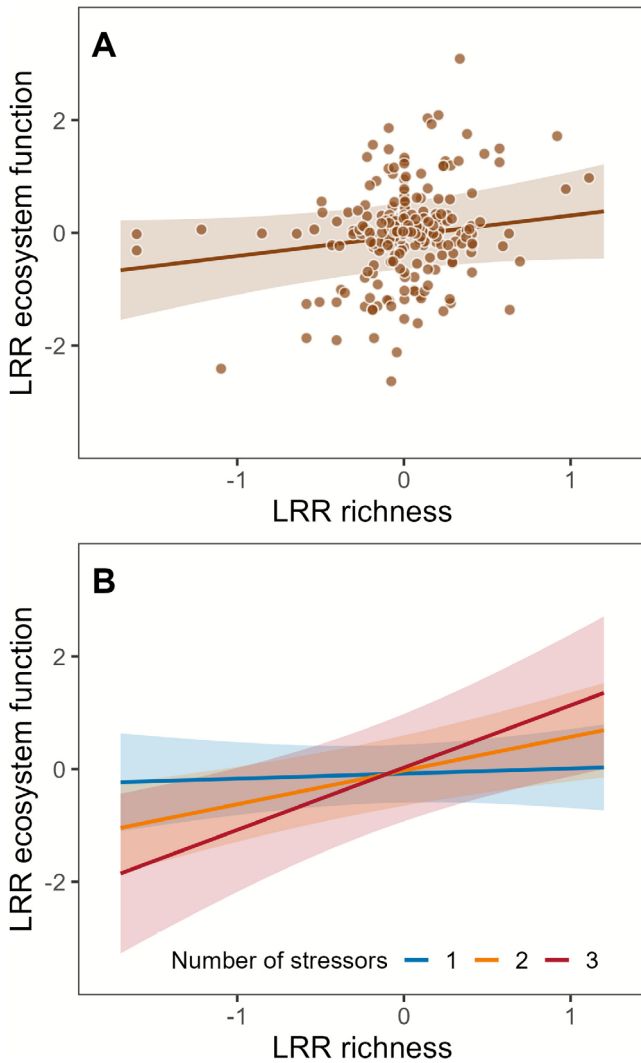 A
LRR ecosystem function
2
0
-2
-1
0
1
LRR richness
B
LRR ecosystem function
2
0
-2
Number of stressors 1 2 3
-1
0
1
LRR richness